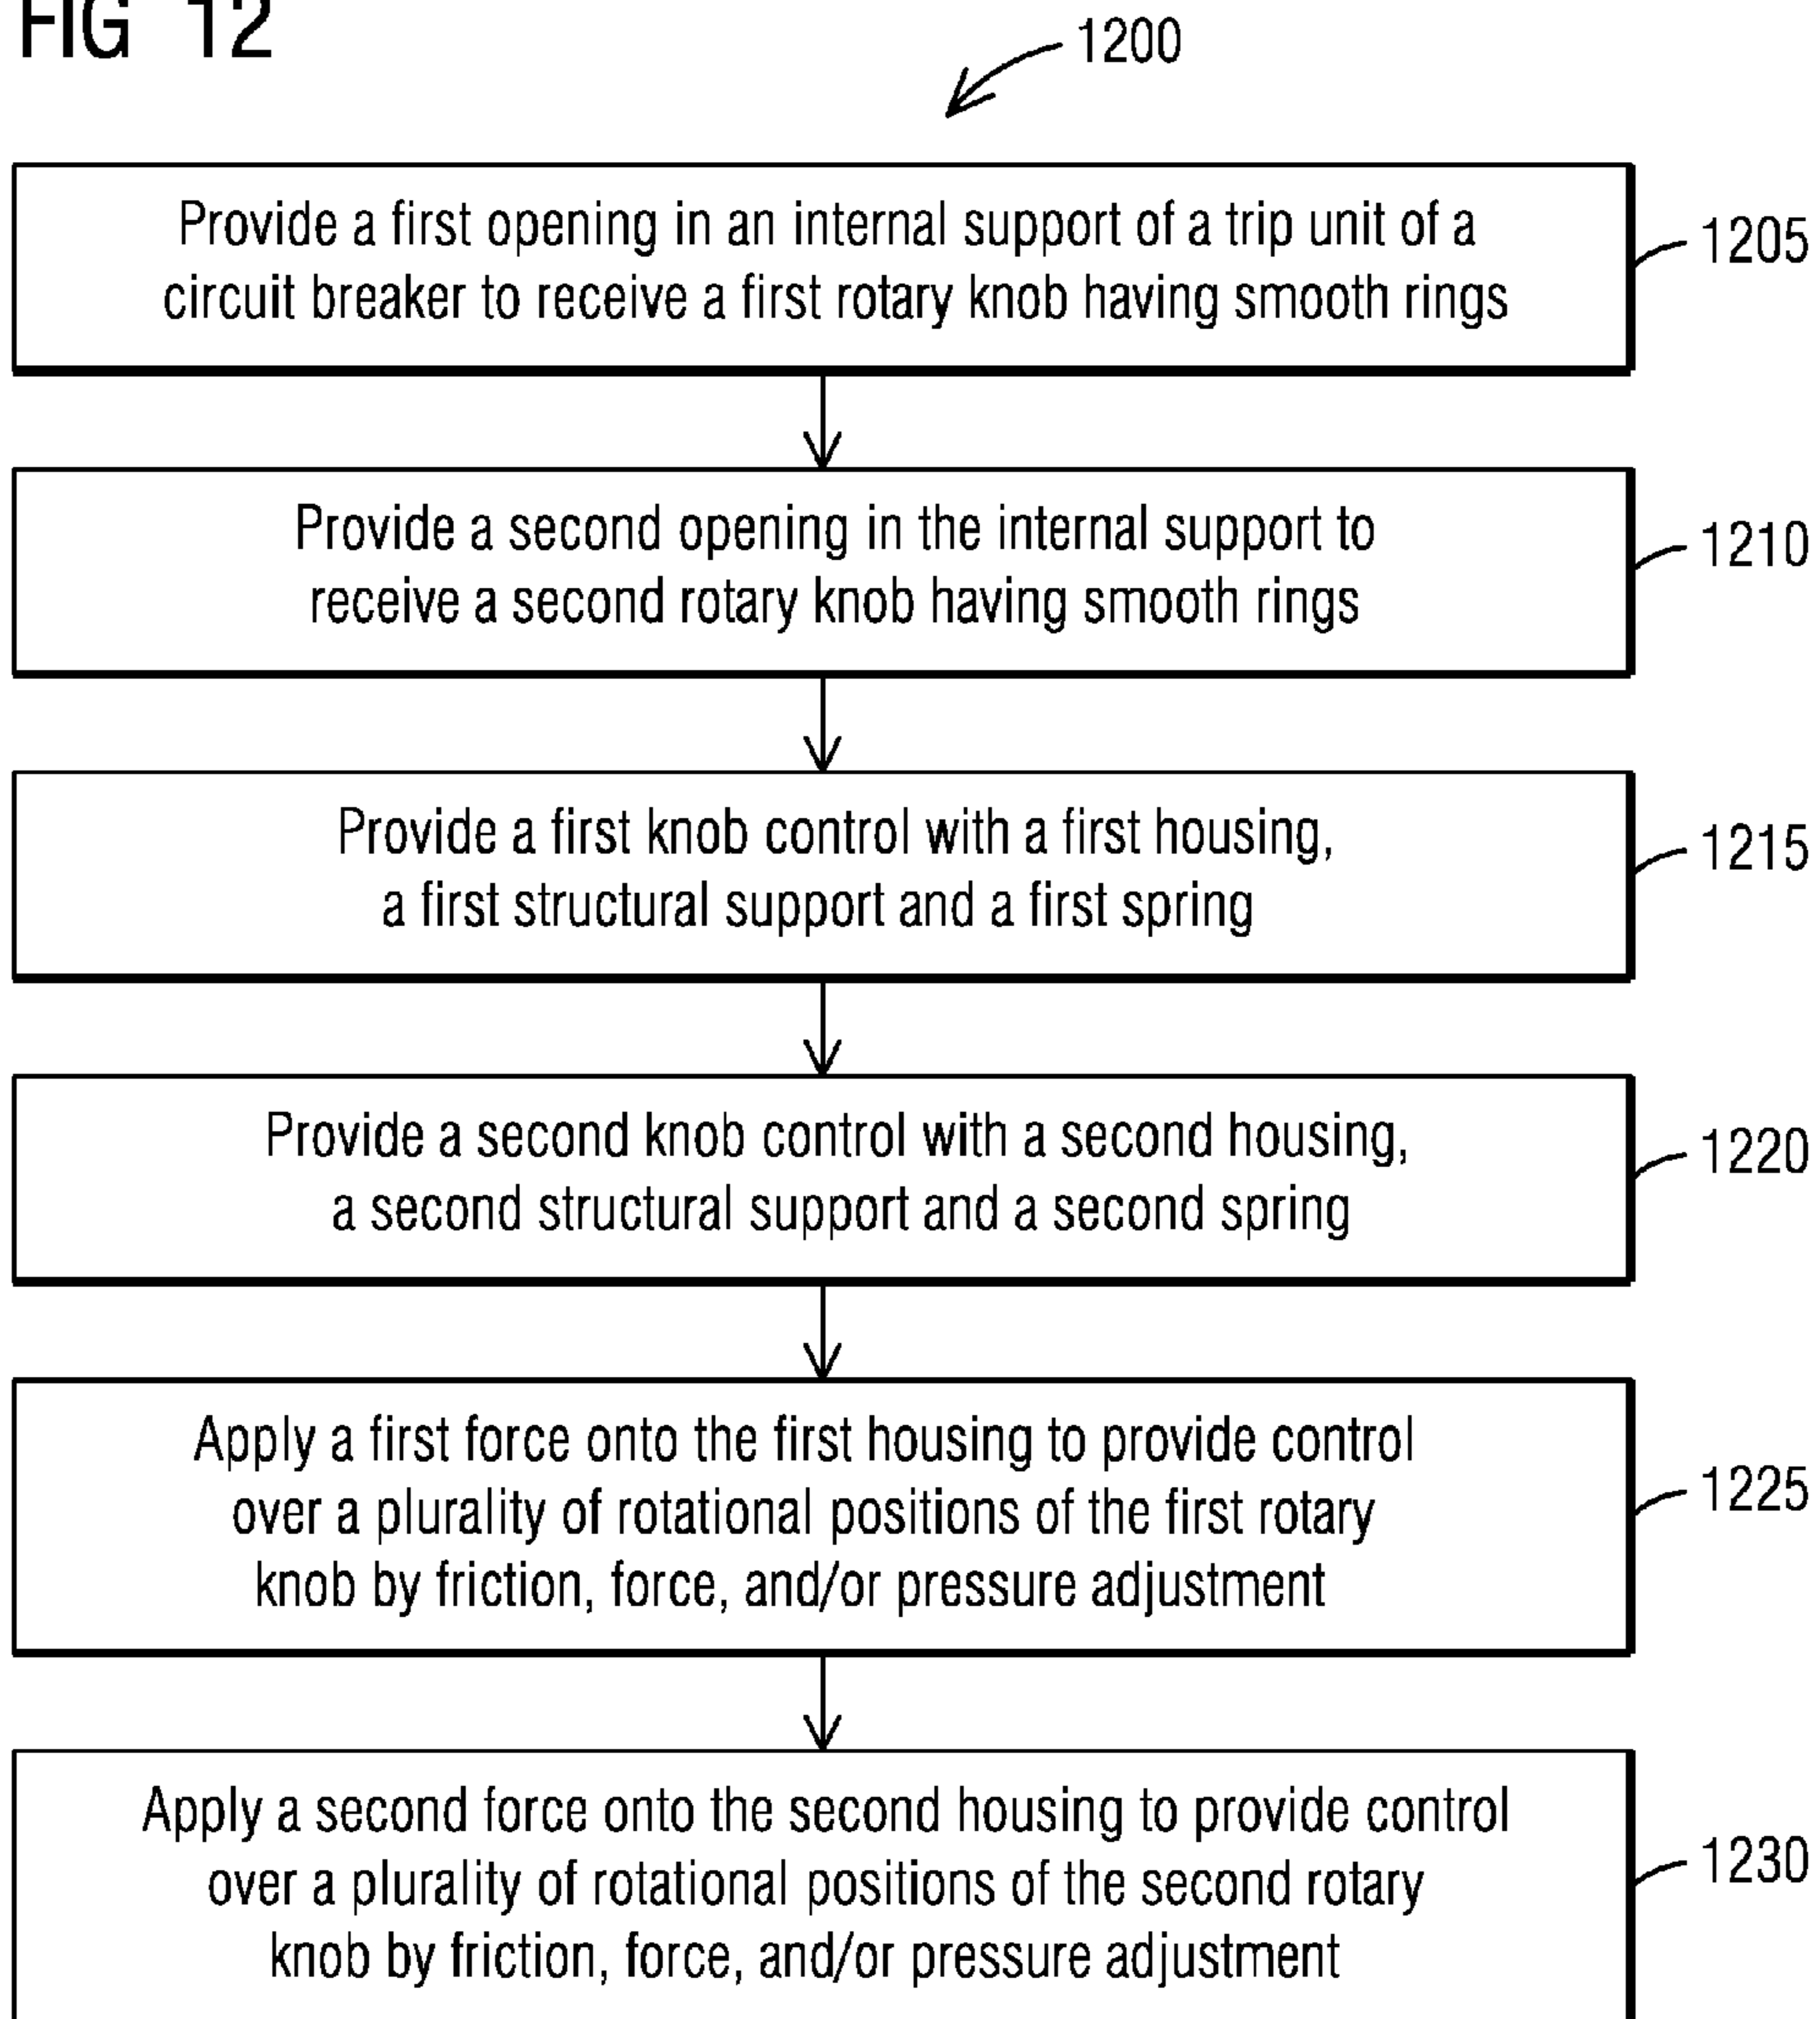 FIG 12
1200
Provide a first opening in an internal support of a trip unit of a
circuit breaker to receive a first rotary knob having smooth rings
1205
Provide a second opening in the internal support to
receive a second rotary knob having smooth rings
1210
Provide a first knob control with a first housing,
a first structural support and a first spring
1215
Provide a second knob control with a second housing,
a second structural support and a second spring
1220
Apply a first force onto the first housing to provide control
over a plurality of rotational positions of the first rotary
knob by friction, force, and/or pressure adjustment
1225
Apply a second force onto the second housing to provide control
over a plurality of rotational positions of the second rotary
knob by friction, force, and/or pressure adjustment
1230